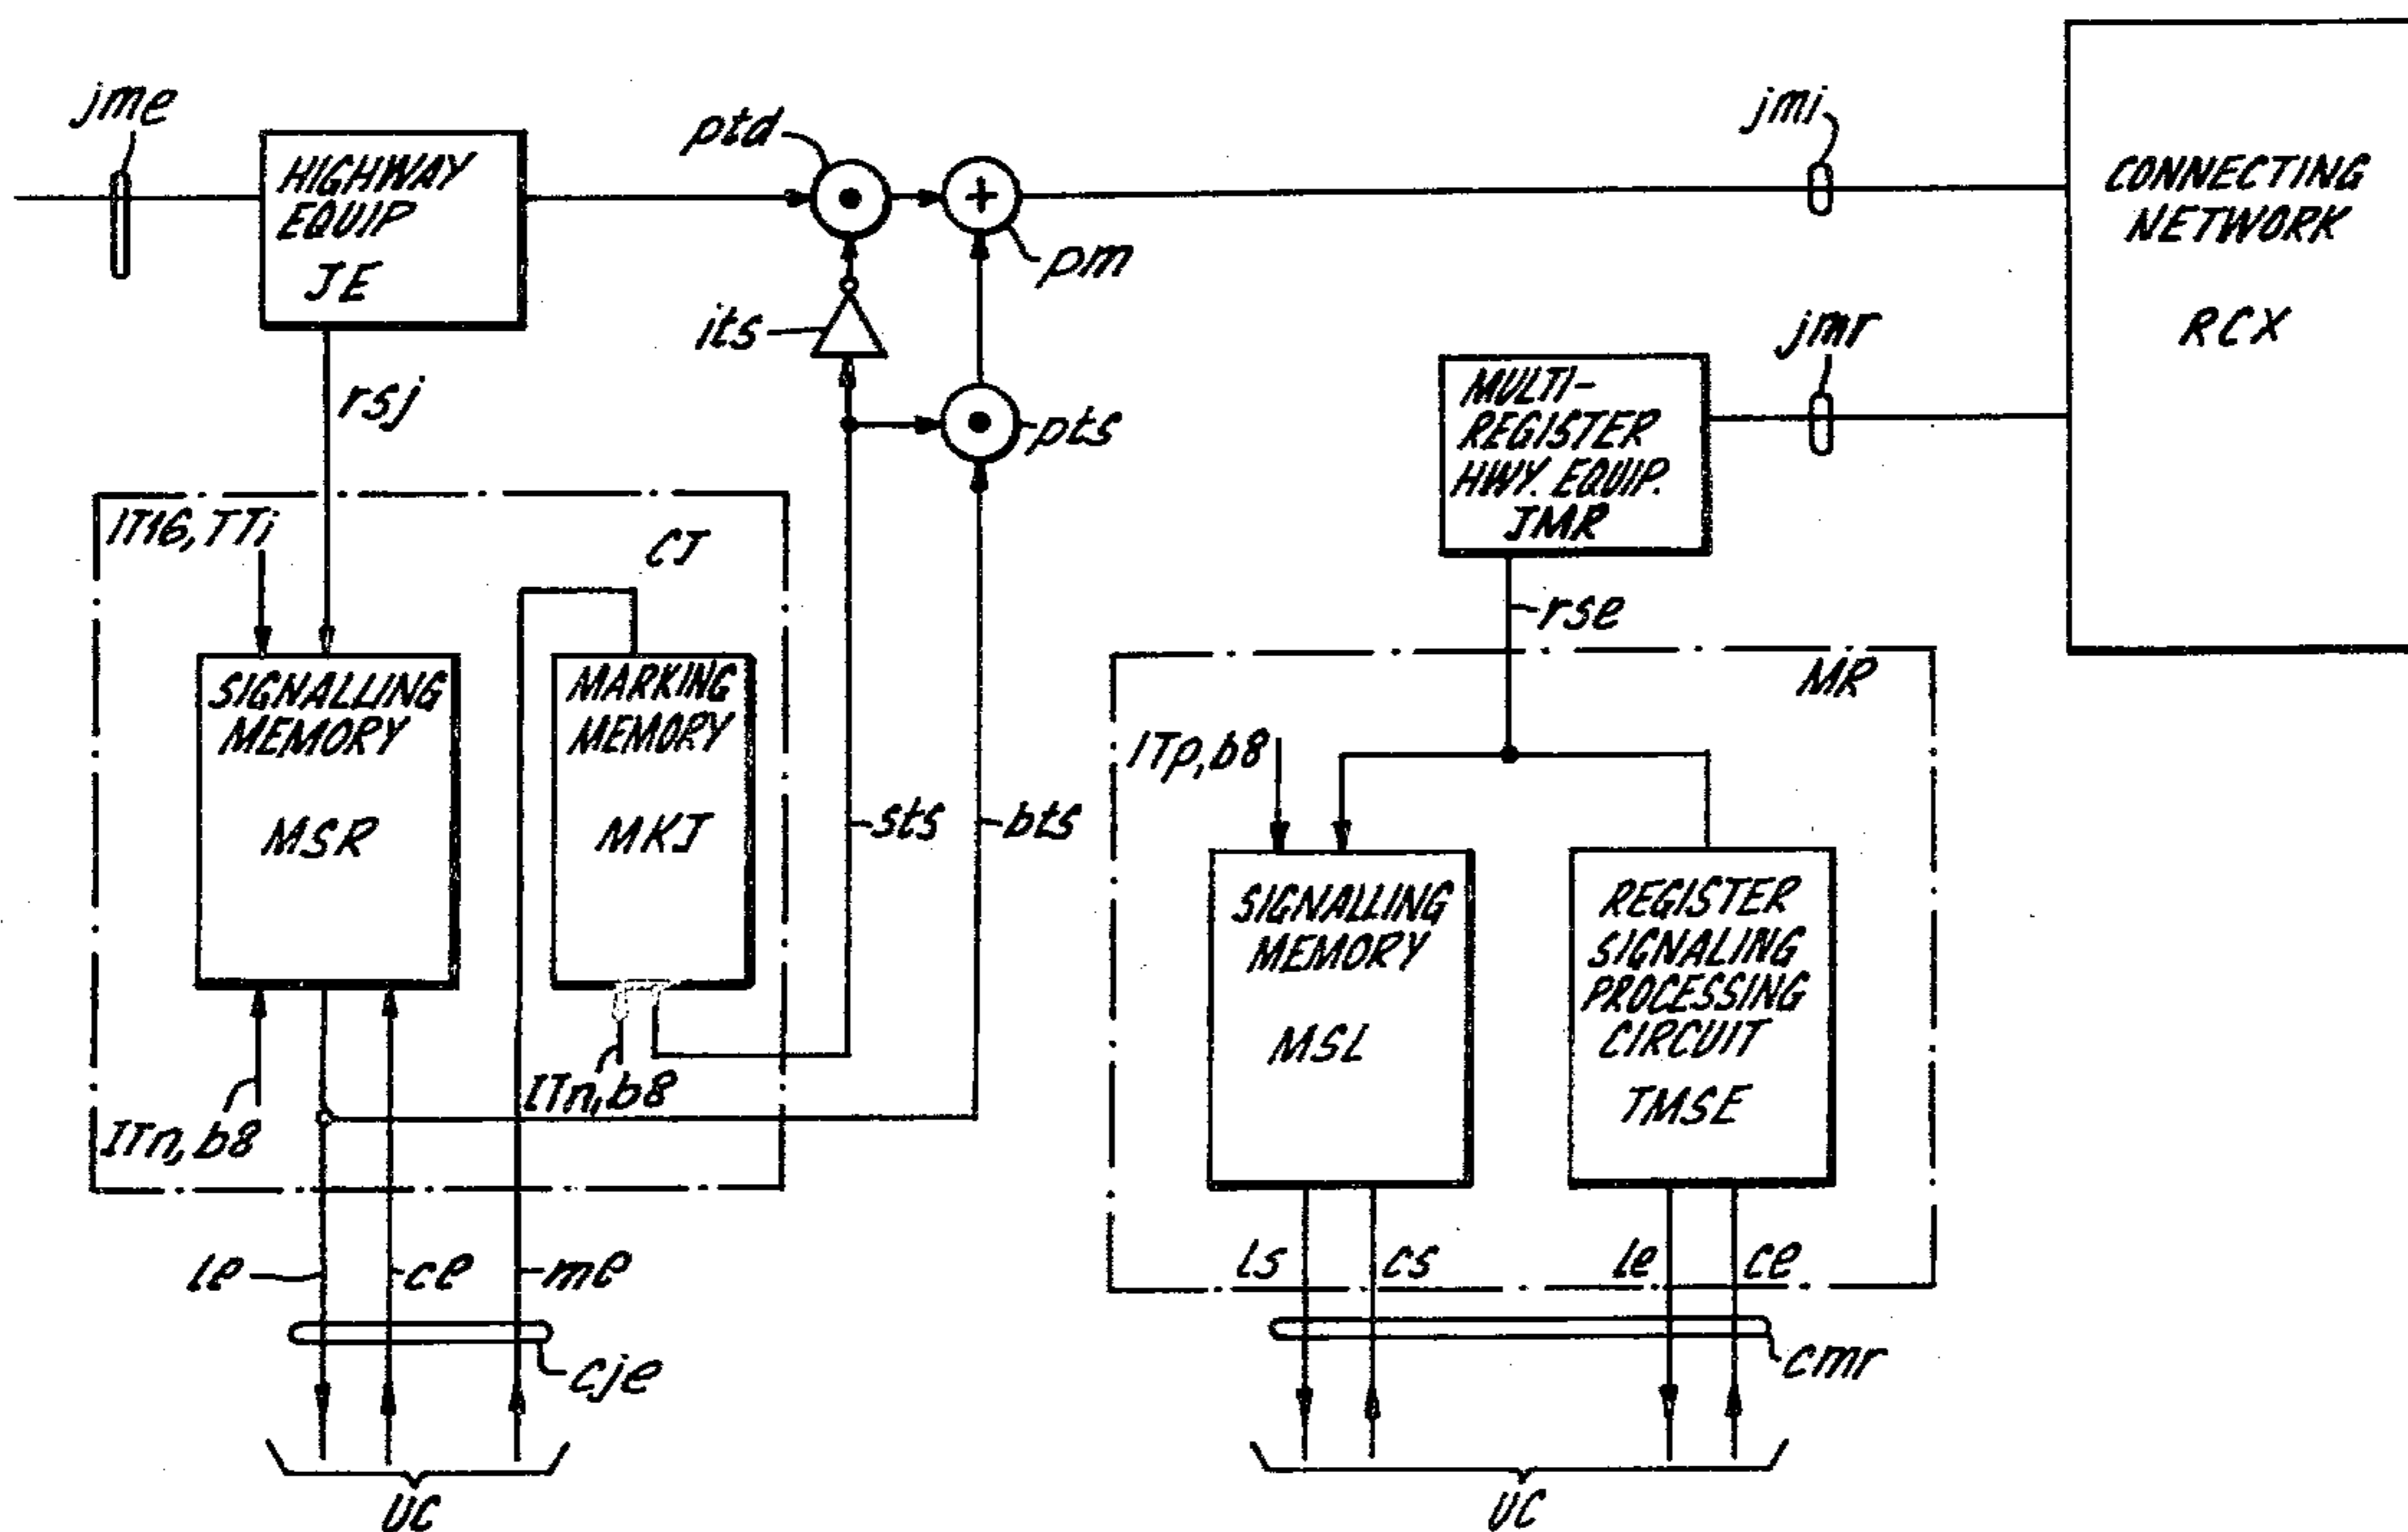 jme
HIGHWAY
EQUIP
JE
ptd
pm
jmi
CONNECTING
NETWORK
RCX
its
rsj
pts
jmr
MULTI-
REGISTER
HWY. EQUIP.
JMR
IT16, TTi
CJ
rse
MR
SIGNALLING
MEMORY
MSR
MARKING
MEMORY
MKJ
sts
bts
ITp, b8
SIGNALLING
MEMORY
MSL
REGISTER
SIGNALING
PROCESSING
CIRCUIT
TMSE
ITn, b8
ITn, b8
le
ce
me
ls
cs
le
ce
cje
cmr
UC
UC